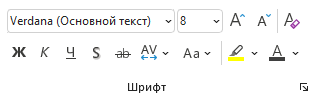 Verdana (Основной текст) 8 A A A
Ж К Ч S ab AV Aa A
Шрифт